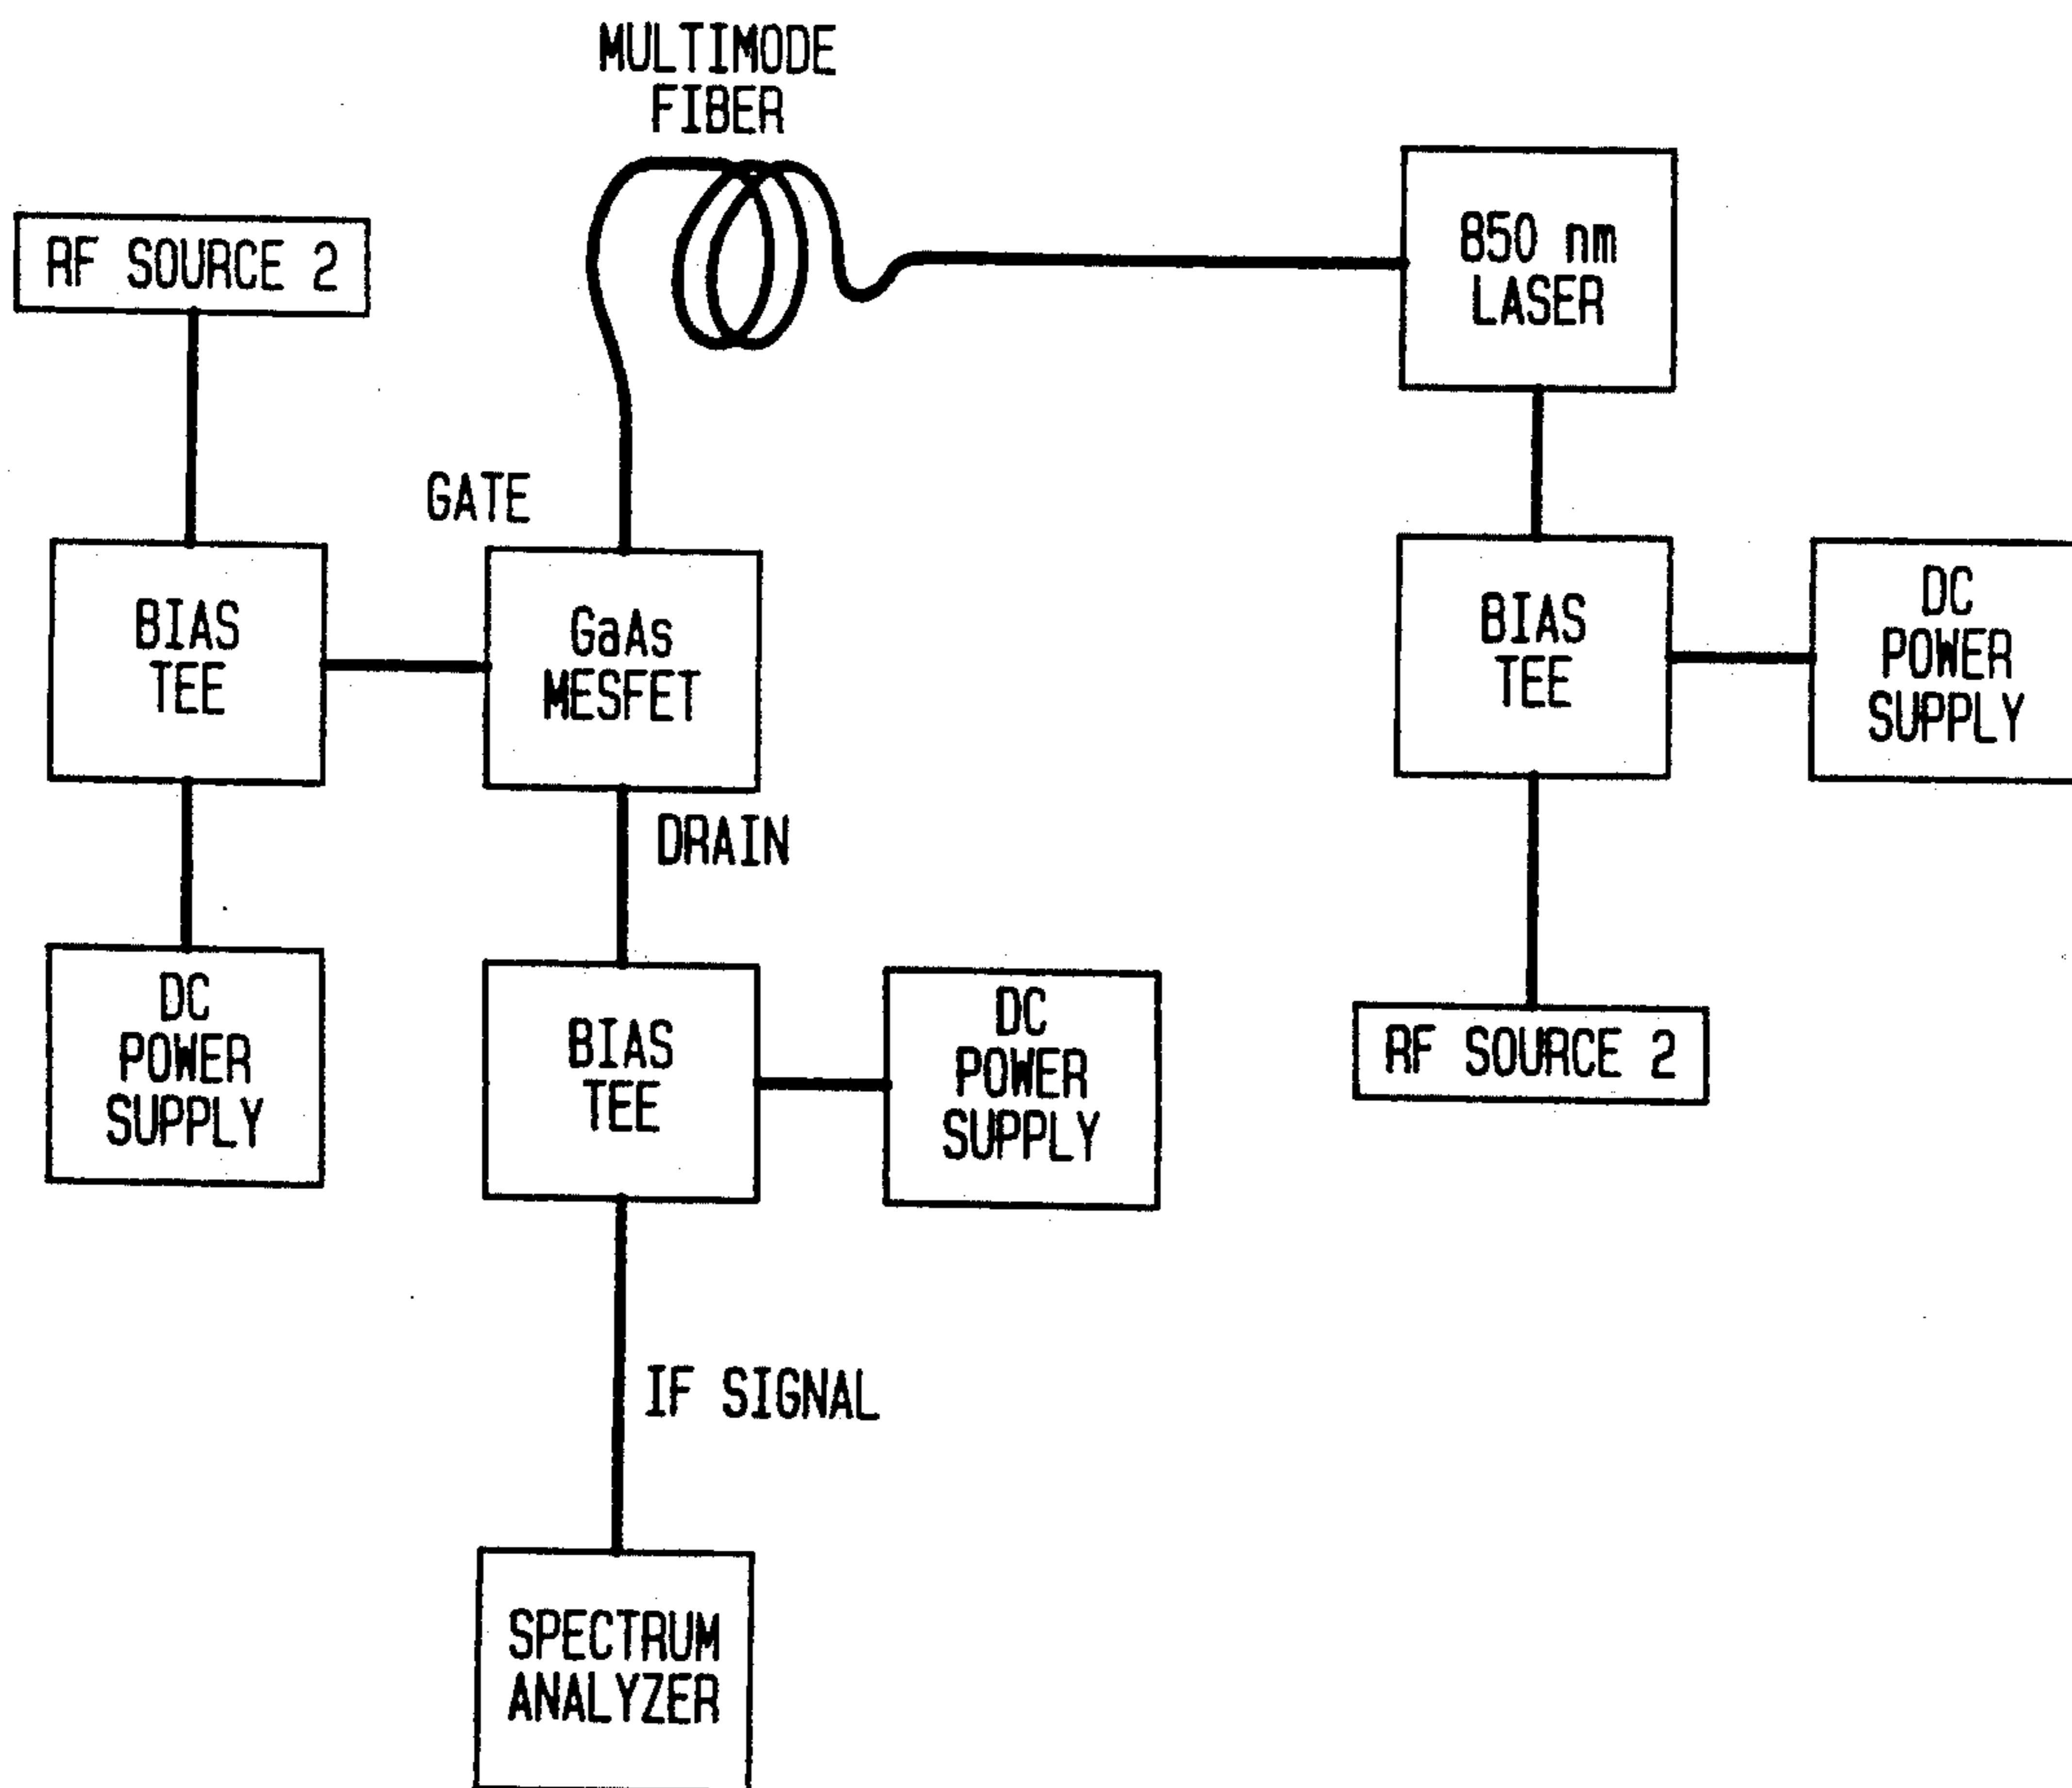 MULTIMODE
FIBER
RF SOURCE 2
850 nm
LASER
GATE
BIAS
TEE
GaAs
MESFET
BIAS
TEE
DC
POWER
SUPPLY
DRAIN
DC
POWER
SUPPLY
BIAS
TEE
DC
POWER
SUPPLY
RF SOURCE 2
IF SIGNAL
SPECTRUM
ANALYZER